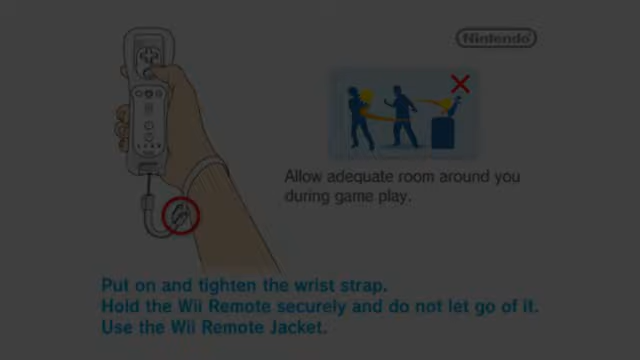 Nintendo
Allow adequate room around you
during game play.
Put on and tighten the wrist strap.
Hold the Wii Remote securely and do not let go of it.
Use the Wii Remote Jacket.